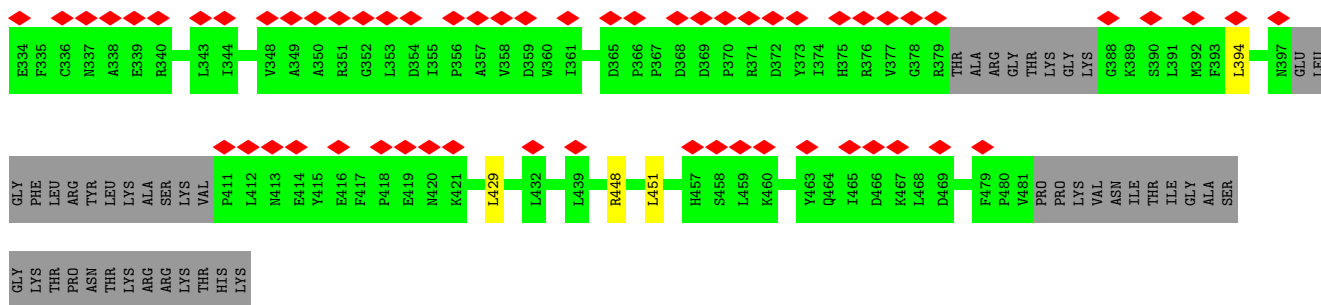 E334 F335 C336 N337 A338 E339 R340 L343 I344 V348 A349 A350 R351 G352 L353 D354 I355 P356 A357 V358 D359 W360 I361 D365 P366 P367 D368 D369 P370 R371 D372 Y373 I374 H375 R376 V377 G378 R379 THR ALA ARG GLY THR LYS GLY LYS G388 K389 S390 L391 M392 F393 L394 N397 GLU LEU
GLY PHE LEU ARG TYR LEU LYS ALA SER LYS VAL P411 L412 N413 E414 Y415 E416 F417 P418 E419 N420 K421 L429 L432 L439 R448 L451 H457 S458 L459 K460 Y463 Q464 I465 D466 K467 L468 D469 F479 P480 V481 PRO PRO LYS VAL ASN ILE THR ILE GLY ALA SER
GLY LYS THR PRO ASN THR LYS ARG ARG LYS THR HIS LYS